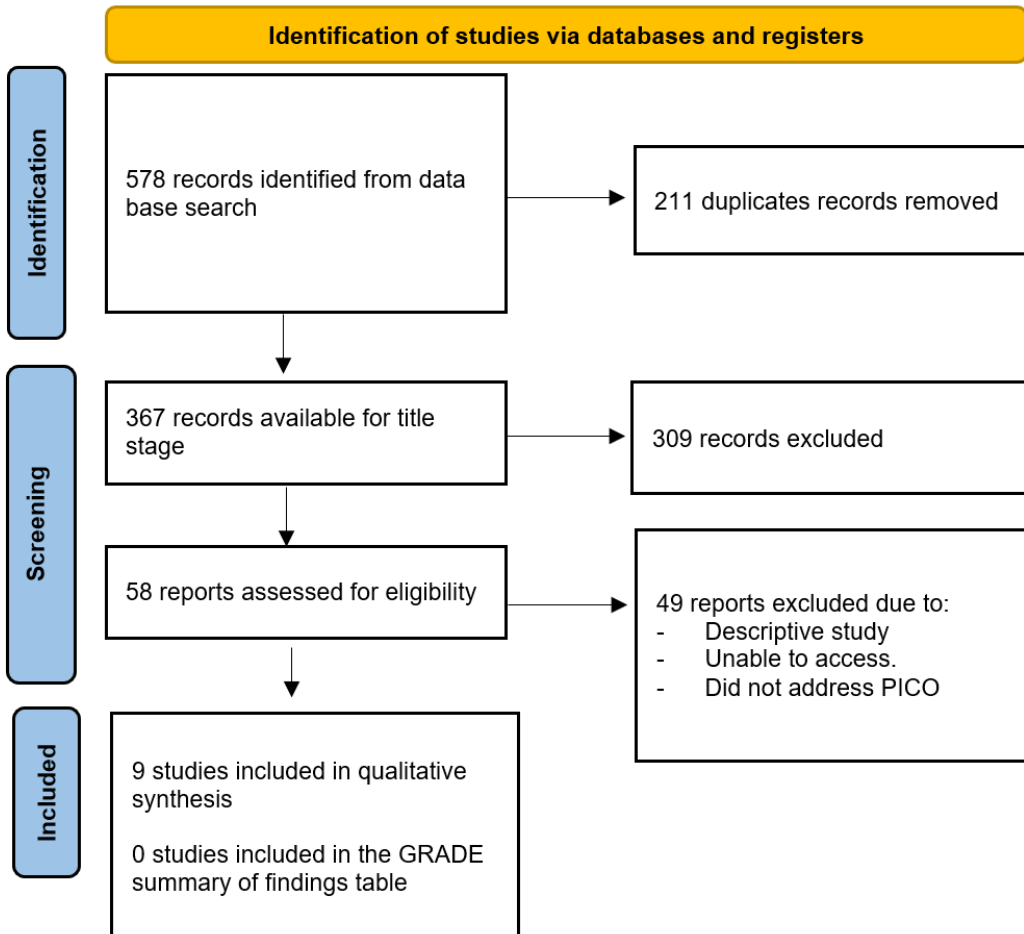 Identification of studies via databases and registers
Identification
578 records identified from data
base search
211 duplicates records removed
Screening
367 records available for title
stage
309 records excluded
58 reports assessed for eligibility
49 reports excluded due to:
- Descriptive study
- Unable to access.
- Did not address PICO
Included
9 studies included in qualitative
synthesis
0 studies included in the GRADE
summary of findings table